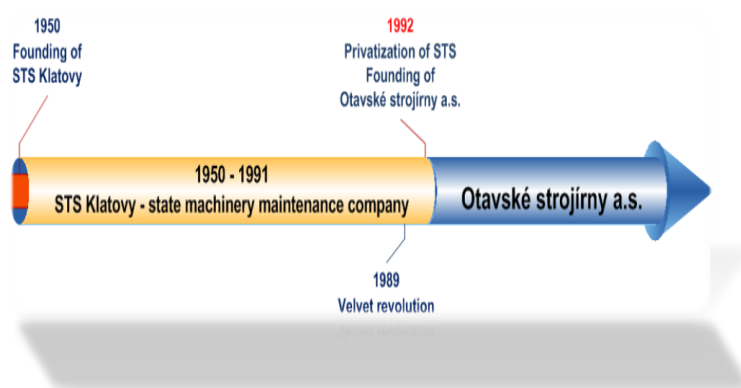 1950
Founding of
STS Klatovy
1992
Privatization of STS
Founding of
Otavské strojírny a.s.
1950 - 1991
STS Klatovy - state machinery maintenance company
Otavské strojírny a.s.
1989
Velvet revolution